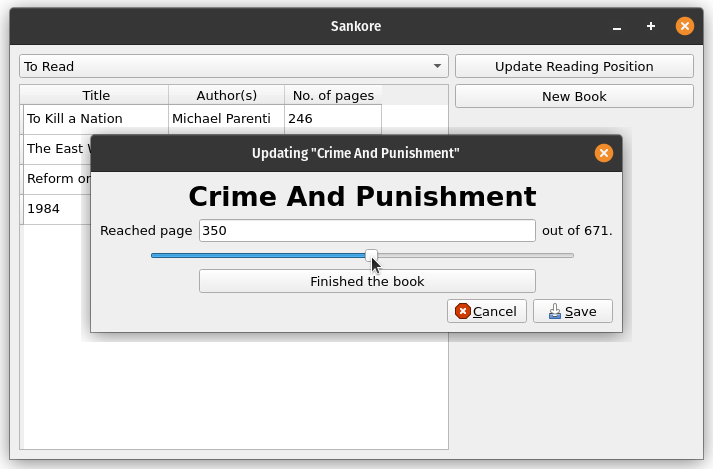 Sankore
To Read
Update Reading Position
New Book
Title Author(s) No. of pages
To Kill a Nation Michael Parenti 246
The East
Reform or
1984
Updating "Crime And Punishment"
Crime And Punishment
Reached page 350 out of 671.
Finished the book
Cancel Save